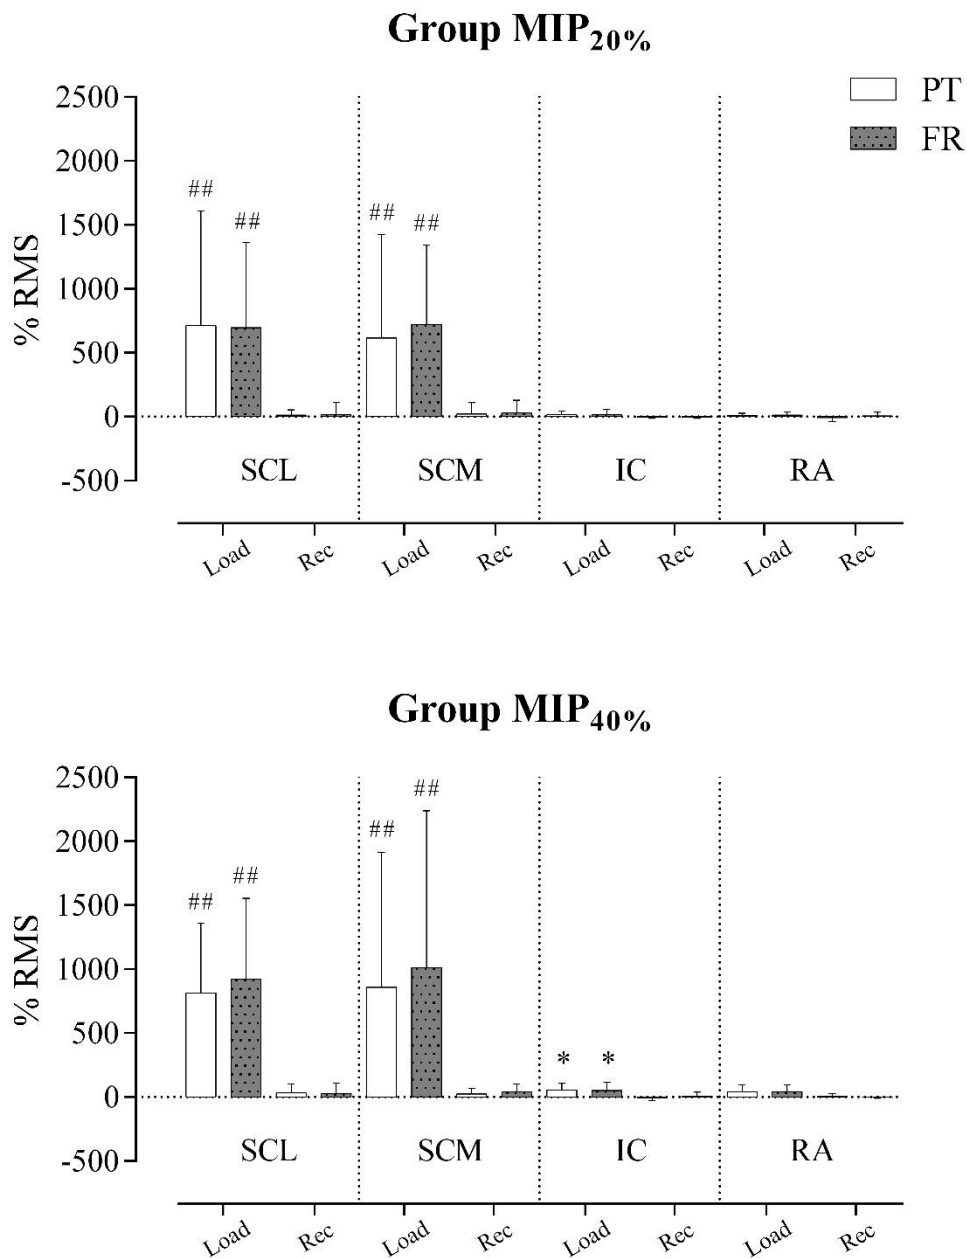 Group MIP20%
PT
FR
% RMS
2500
2000
1500
1000
500
0
-500
##
##
##
##
SCL
SCM
IC
RA
Load
Rec
Load
Rec
Load
Rec
Load
Rec
Group MIP40%
% RMS
2500
2000
1500
1000
500
0
-500
##
##
##
##
*
*
SCL
SCM
IC
RA
Load
Rec
Load
Rec
Load
Rec
Load
Rec